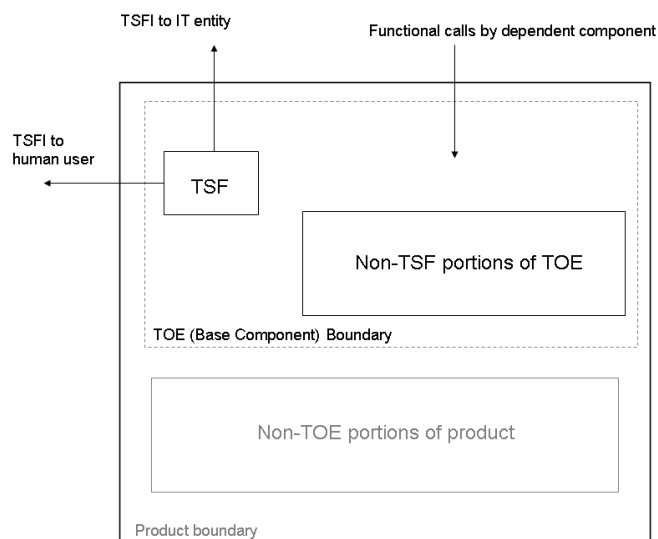 TSFI to IT entity
Functional calls by dependent component
TSFI to
human user
TSF
Non-TSF portions of TOE
TOE (Base Component) Boundary
Non-TOE portions of product
Product boundary